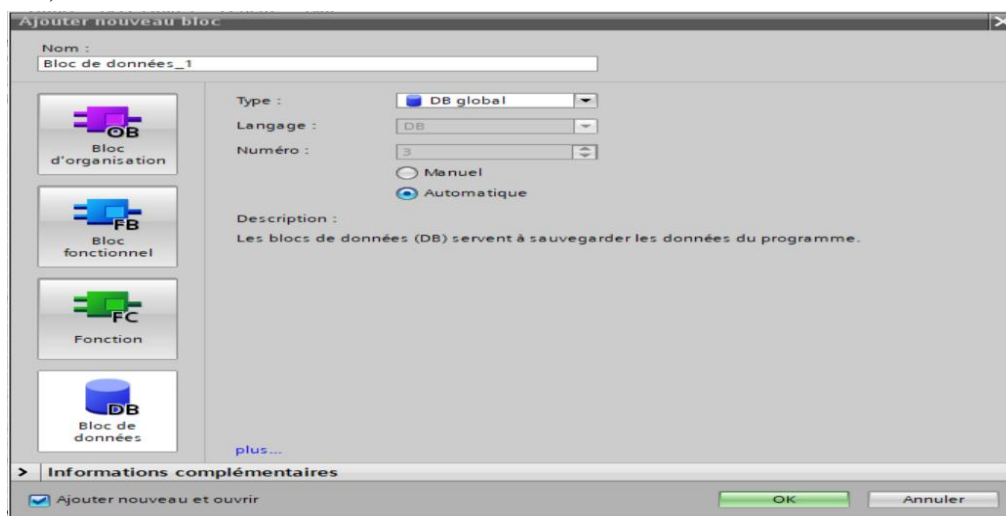 Ajouter nouveau bloc
Nom :
Bloc de données_1
OB
Bloc
d'organisation
FB
Bloc
fonctionnel
FC
Fonction
DB
Bloc de
données
Type :
DB global
Langage :
DB
Numéro :
3
Manuel
Automatique
Description :
Les blocs de données (DB) servent à sauvegarder les données du programme.
plus...
> Informations complémentaires
Ajouter nouveau et ouvrir
OK
Annuler